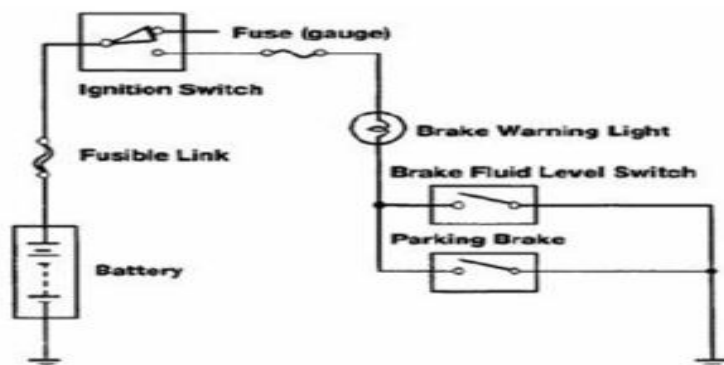 Fuse (gauge)
Ignition Switch
Brake Warning Light
Fusible Link
Brake Fluid Level Switch
Parking Brake
Battery